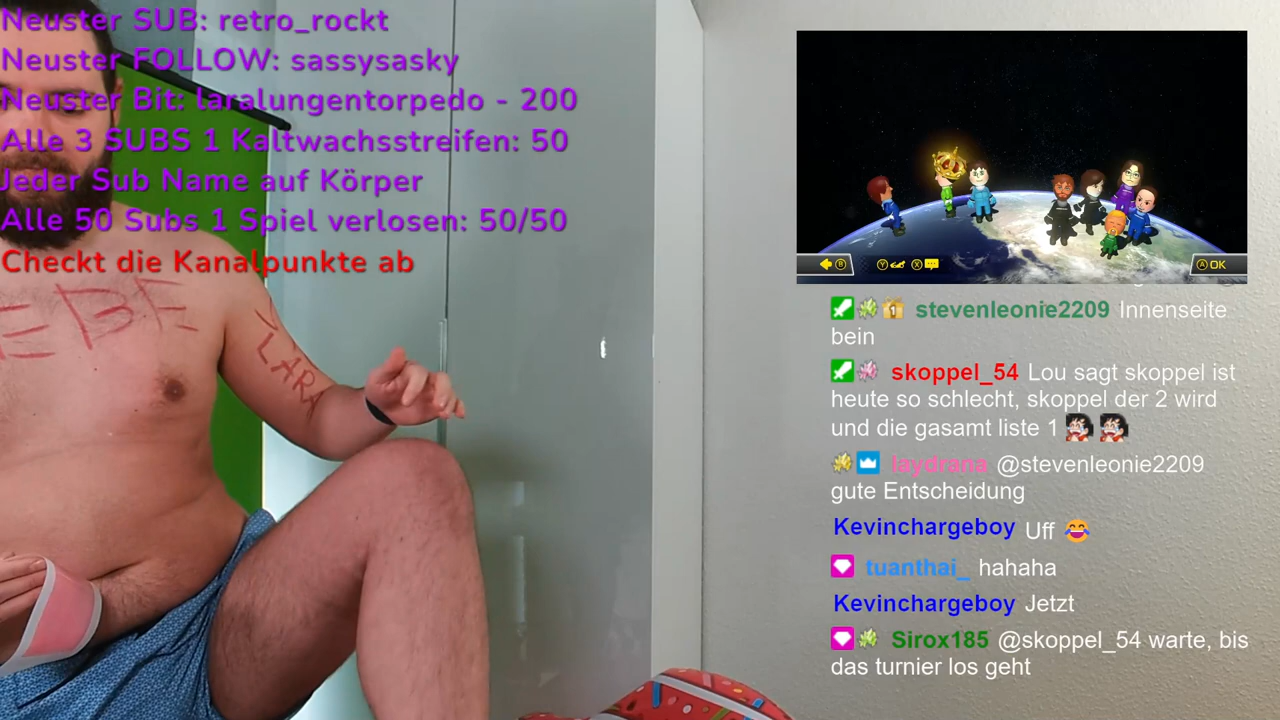 Neuster SUB: retro_rockt
Neuster FOLLOW: sassysasky
Neuster Bit: laralungentorpedo - 200
Alle 3 SUBS 1 Kaltwachsstreifen: 50
Jeder Sub Name auf Körper
Alle 50 Subs 1 Spiel verlosen: 50/50
Checkt die Kanalpunkte ab
EBE
LARA
B
Y
X
A OK
1 stevenleonie2209 Innenseite
bein
skoppel_54 Lou sagt skoppel ist
heute so schlecht, skoppel der 2 wird
und die gasamt liste 1
laydrana @stevenleonie2209
gute Entscheidung
Kevinchargeboy Uff
tuanthai_ hahaha
Kevinchargeboy Jetzt
Sirox185 @skoppel_54 warte, bis
das turnier los geht